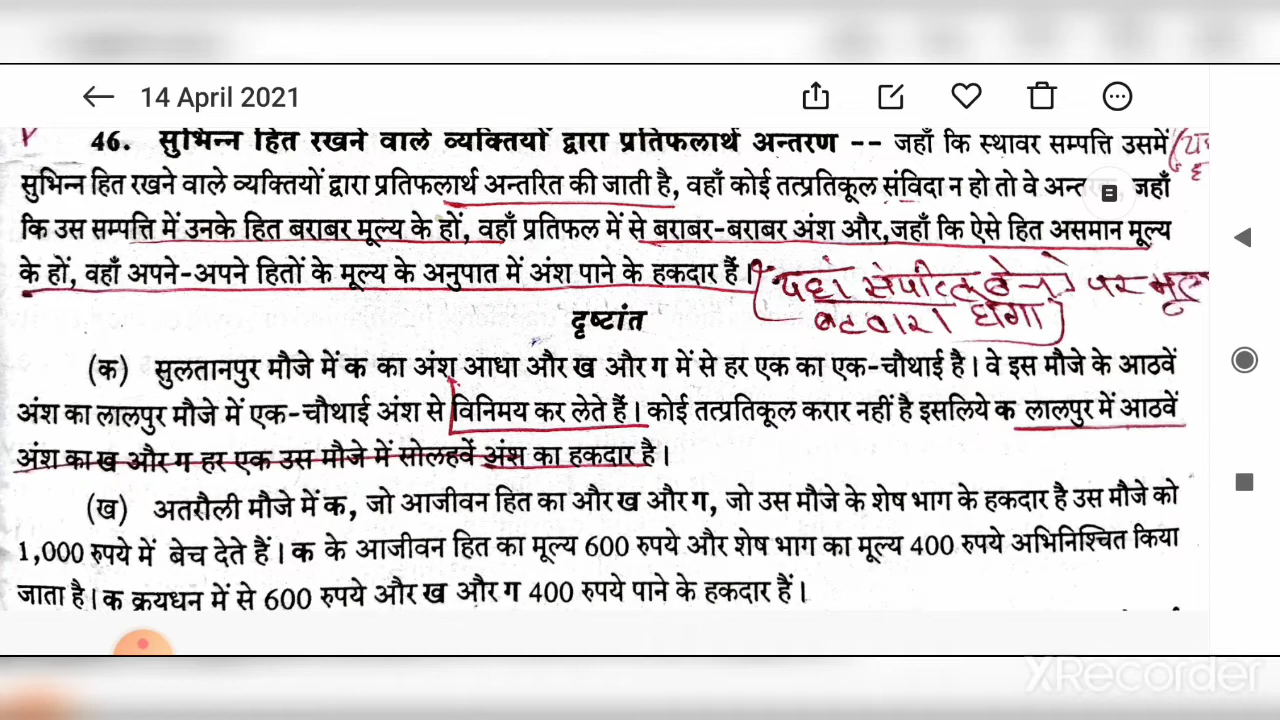 14 April 2021
46. सुभिन्न हित रखने वाले व्यक्तियों द्वारा प्रतिफलार्थ अन्तरण -- जहाँ कि स्थावर सम्पत्ति उसमें
सुभिन्न हित रखने वाले व्यक्तियों द्वारा प्रतिफलार्थ अन्तरित की जाती है, वहाँ कोई तत्प्रतिकूल संविदा न हो तो वे जहाँ
कि उस सम्पत्ति में उनके हित बराबर मूल्य के हों, वहाँ प्रतिफल में से बराबर-बराबर अंश और,जहाँ कि ऐसे हित असमान मूल्य
के हों, वहाँ अपने-अपने हितों के मूल्य के अनुपात में अंश पाने के हकदार हैं।
यहाँ बेचने पर
बटवारा होगा
दृष्टांत
(क) सुलतानपुर मौजे में क का अंश आधा और ख और ग में से हर एक का एक-चौथाई है। वे इस मौजे के आठवें
अंश का लालपुर मौजे में एक-चौथाई अंश से विनिमय कर लेते हैं। कोई तत्प्रतिकूल करार नहीं है इसलिये क लालपुर में आठवें
अंश का ख और ग हर एक उस मौजे में सोलहवें अंश का हकदार है।
(ख) अतरौली मौजे में क, जो आजीवन हित का और ख और ग, जो उस मौजे के शेष भाग के हकदार है उस मौजे को
1,000 रुपये में बेच देते हैं। क के आजीवन हित का मूल्य 600 रुपये और शेष भाग का मूल्य 400 रुपये अभिनिश्चित किया
जाता है। क क्रयधन में से 600 रुपये और ख और ग 400 रुपये पाने के हकदार हैं।
XRecorder